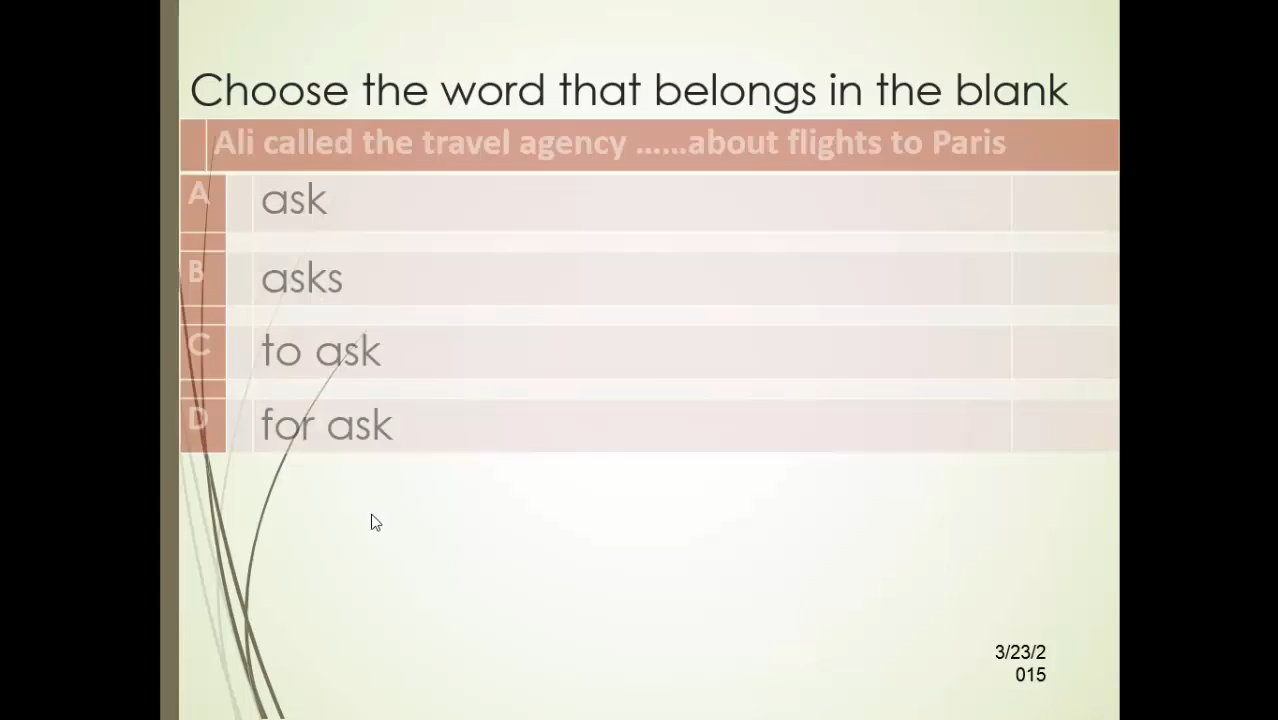 Choose the word that belongs in the blank
Ali called the travel agency ......about flights to Paris
A ask
B asks
C to ask
D for ask
3/23/2
015